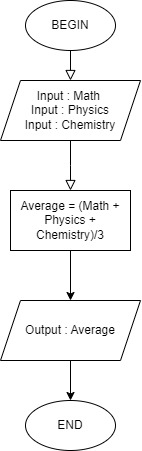 BEGIN
Input : Math
Input : Physics
Input : Chemistry
Average = (Math +
Physics +
Chemistry)/3
Output : Average
END